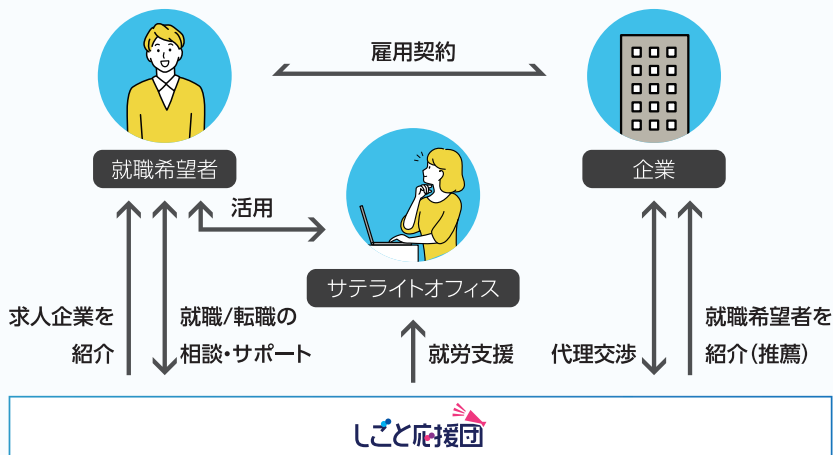 雇用契約
就職希望者
企業
活用
サテライトオフィス
求人企業を
紹介
就職/転職の
相談・サポート
就労支援
代理交渉
就職希望者を
紹介(推薦)
しごと応援団